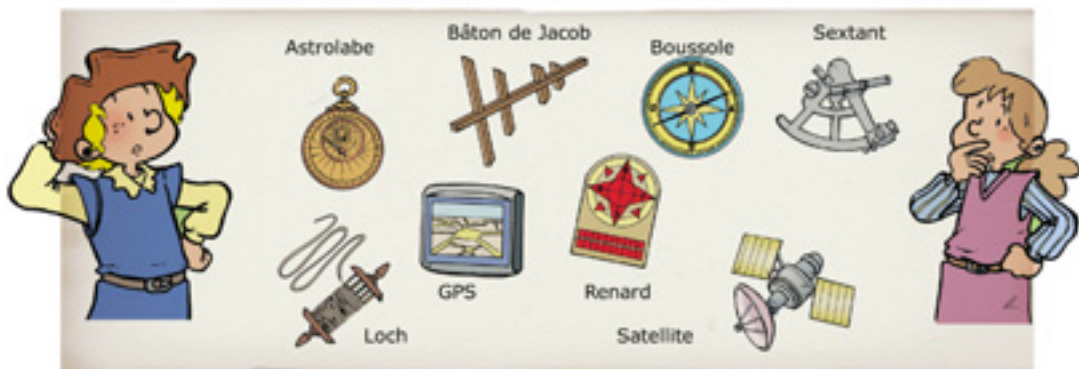 Astrolabe
Bâton de Jacob
Boussole
Sextant
GPS
Renard
Loch
Satellite